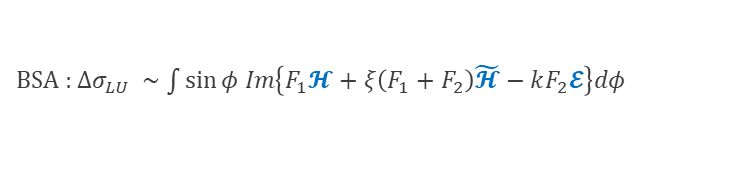 BSA : Δσ_LU ~ ∫ sin ϕ Im{F₁ℋ + ξ(F₁ + F₂)ℋ̃ − kF₂ℰ}dϕ